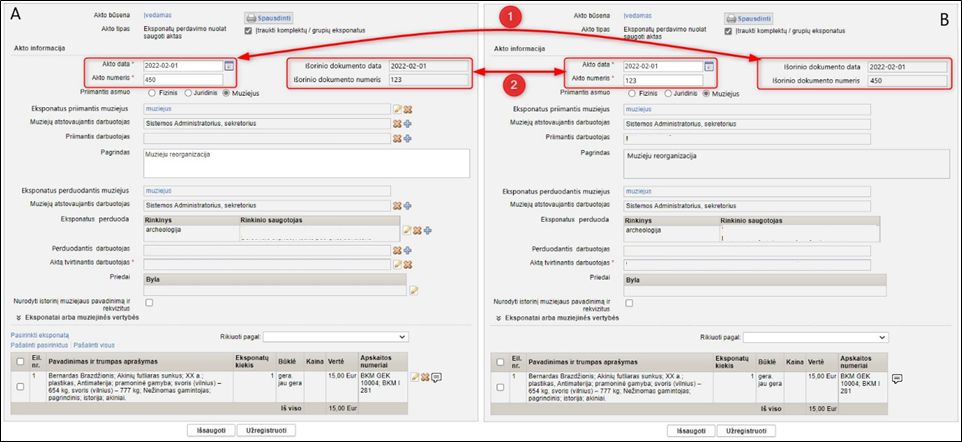 A
Akto būsena Įvedamas Spausdinti
Akto tipas Eksponatų perdavimo nuolat saugoti aktas Įtraukti komplektų / grupių eksponatus
Akto informacija
Akto data * 2022-02-01 Išorinio dokumento data 2022-02-01
Akto numeris * 450 Išorinio dokumento numeris 123
Priimantis asmuo Fizinis Juridinis Muziejus
Eksponatus priimantis muziejus muziejus
Muziejų atstovaujantis darbuotojas Sistemos Administratorius, sekretorius
Priimantis darbuotojas
Pagrindas Muzieju reorganizacija
Eksponatus perduodantis muziejus muziejus
Muziejų atstovaujantis darbuotojas Sistemos Administratorius, sekretorius
Eksponatus perduoda Rinkinys Rinkinio saugotojas
archeologija
Perduodantis darbuotojas
Aktą tvirtinantis darbuotojas *
Priedai Byla
Nurodyti istorinį muziejaus pavadinimą ir rekvizitus
Eksponatai arba muziejinės vertybės
Pasirinkti eksponatą Rikiuoti pagal:
Pašalinti pasirinktus Pašalinti visus
Eil. nr. Pavadinimas ir trumpas aprašymas Eksponatų kiekis Būklė Kaina Vertė Apskaitos numeriai
1 Bernardas Brazdžionis; Akinių futliaras sunkus; XX a.; 1 gera, 15,00 Eur BKM GEK
plastikas, Antimaterija; pramoninė gamyba; svoris (vilnius) – jau gera 10004; BKM I
654 kg, svoris (vilnius) – 777 kg; Nežinomas gamintojas; 281
pagrindinis; istorija; akiniai.
Iš viso 15,00 Eur
Išsaugoti Užregistruoti
1
2
B
Akto būsena Įvedamas Spausdinti
Akto tipas Eksponatų perdavimo nuolat saugoti aktas Įtraukti komplektų / grupių eksponatus
Akto informacija
Akto data * 2022-02-01 Išorinio dokumento data 2022-02-01
Akto numeris * 123 Išorinio dokumento numeris 450
Priimantis asmuo Fizinis Juridinis Muziejus
Eksponatus priimantis muziejus muziejus
Muziejų atstovaujantis darbuotojas Sistemos Administratorius, sekretorius
Priimantis darbuotojas
Pagrindas Muzieju reorganizacija
Eksponatus perduodantis muziejus muziejus
Muziejų atstovaujantis darbuotojas Sistemos Administratorius, sekretorius
Eksponatus perduoda Rinkinys Rinkinio saugotojas
archeologija
Perduodantis darbuotojas
Aktą tvirtinantis darbuotojas *
Priedai Byla
Nurodyti istorinį muziejaus pavadinimą ir rekvizitus
Eksponatai arba muziejinės vertybės
Rikiuoti pagal:
Eil. nr. Pavadinimas ir trumpas aprašymas Eksponatų kiekis Būklė Kaina Vertė Apskaitos numeriai
1 Bernardas Brazdžionis; Akinių futliaras sunkus; XX a.; 1 gera, 15,00 Eur BKM GEK
plastikas, Antimaterija; pramoninė gamyba; svoris (vilnius) – jau gera 10004; BKM I
654 kg, svoris (vilnius) – 777 kg; Nežinomas gamintojas; 281
pagrindinis; istorija; akiniai.
Iš viso 15,00 Eur
Išsaugoti Užregistruoti